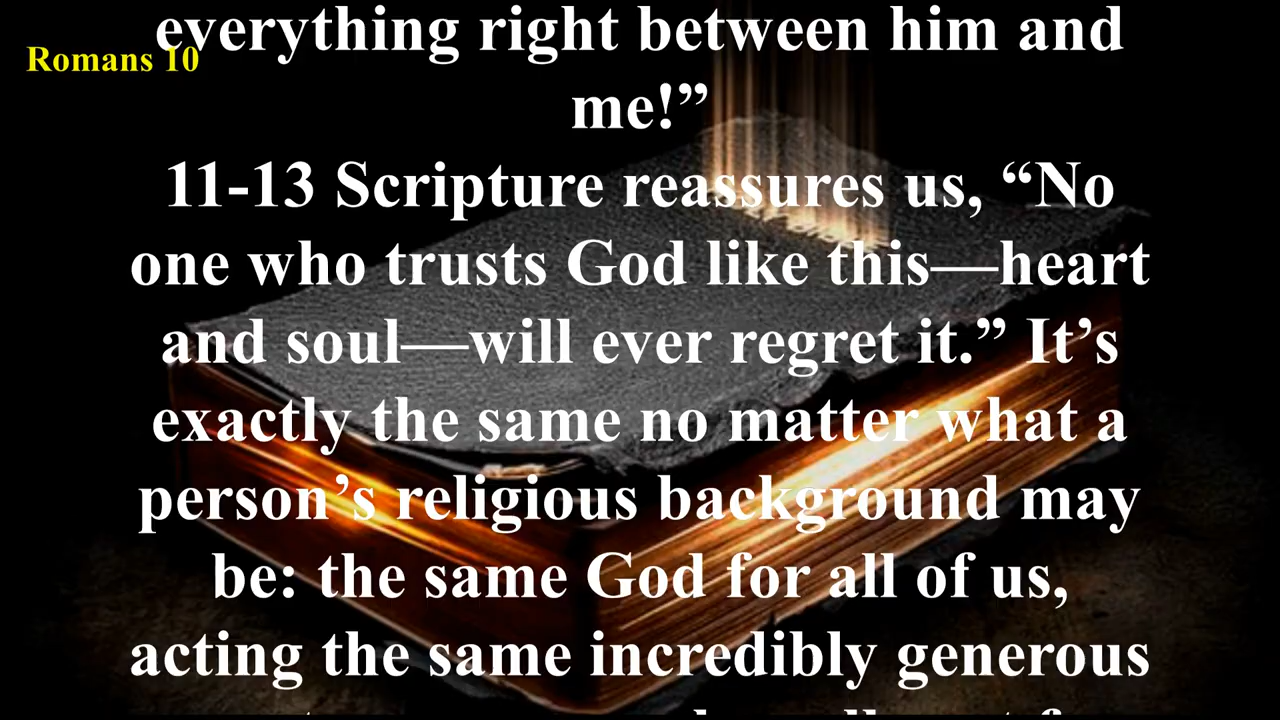 everything right between him and
Romans 10
me!”
11-13 Scripture reassures us, “No
one who trusts God like this—heart
and soul—will ever regret it.” It’s
exactly the same no matter what a
person’s religious background may
be: the same God for all of us,
acting the same incredibly generous